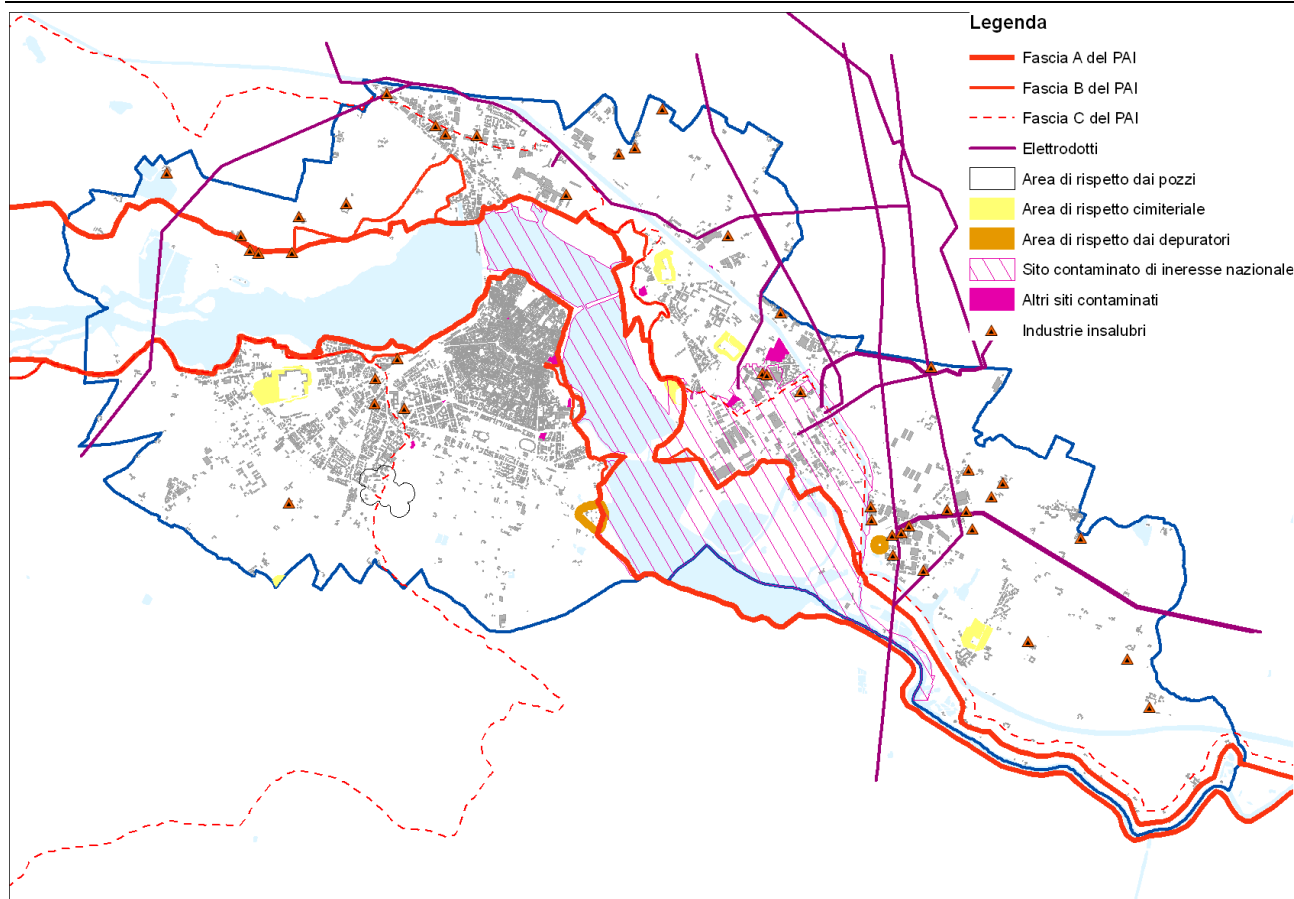 Legenda
Fascia A del PAI
Fascia B del PAI
Fascia C del PAI
Elettrodotti
Area di rispetto dai pozzi
Area di rispetto cimiteriale
Area di rispetto dai depuratori
Sito contaminato di ineresse nazionale
Altri siti contaminati
Industrie insalubri